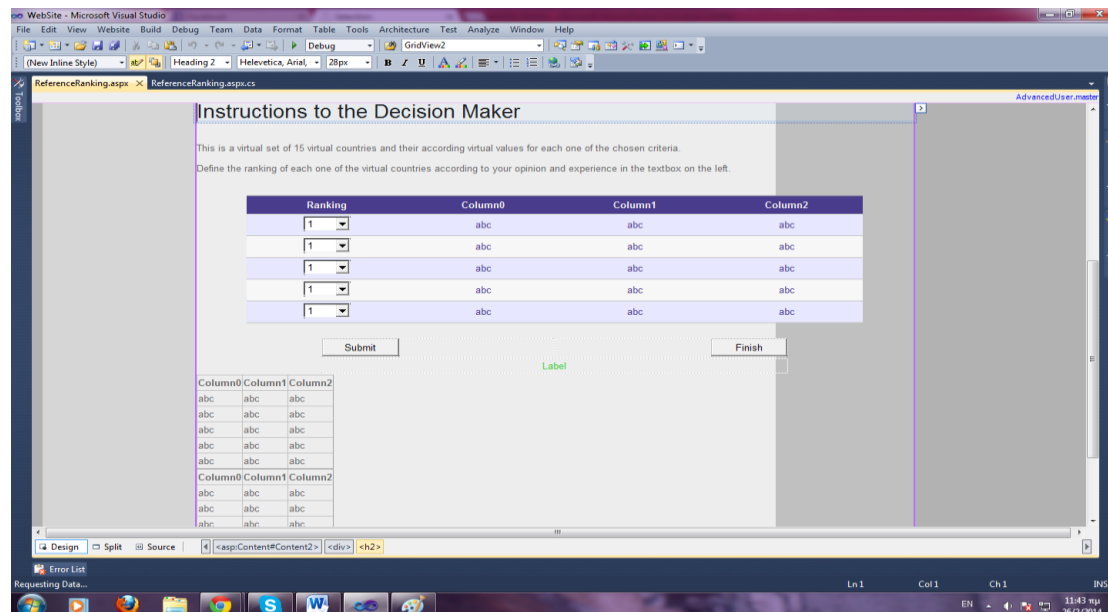 WebSite - Microsoft Visual Studio
File Edit View Website Build Debug Team Data Format Table Tools Architecture Test Analyze Window Help
Debug GridView2
(New Inline Style) Heading 2 Helevetica, Arial, 28px B I U A
ReferenceRanking.aspx ReferenceRanking.aspx.cs
Toolbox
AdvancedUser.master
Instructions to the Decision Maker
This is a virtual set of 15 virtual countries and their according virtual values for each one of the chosen criteria.
Define the ranking of each one of the virtual countries according to your opinion and experience in the textbox on the left.
Ranking Column0 Column1 Column2
1 abc abc abc
1 abc abc abc
1 abc abc abc
1 abc abc abc
1 abc abc abc
Submit Finish
Label
Column0 Column1 Column2
abc abc abc
abc abc abc
abc abc abc
abc abc abc
abc abc abc
Column0 Column1 Column2
abc abc abc
abc abc abc
abc abc abc
Design Split Source <asp:Content#Content2> <div> <h2>
Error List
Requesting Data... Ln 1 Col 1 Ch 1 INS
EN 11:43 πμ
26/2/2014